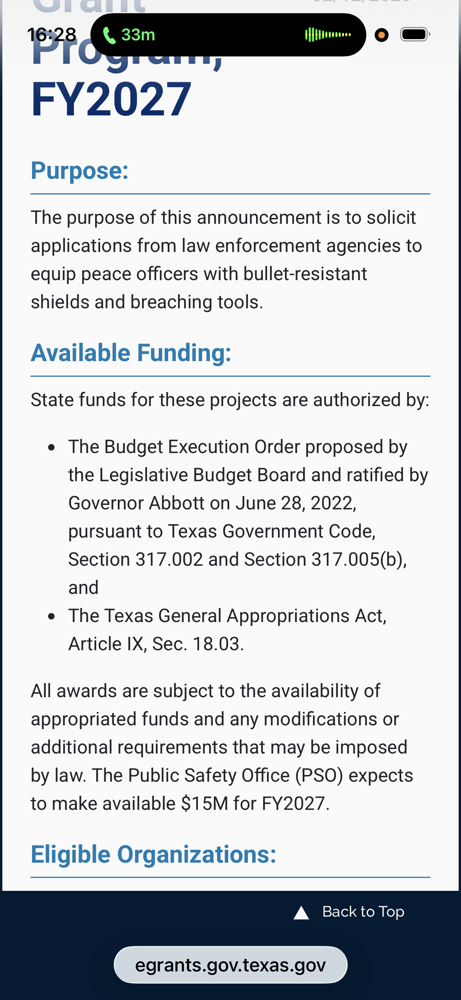 Grant
16:28
33m
Program,
FY2027
Purpose:
The purpose of this announcement is to solicit
applications from law enforcement agencies to
equip peace officers with bullet-resistant
shields and breaching tools.
Available Funding:
State funds for these projects are authorized by:
• The Budget Execution Order proposed by
the Legislative Budget Board and ratified by
Governor Abbott on June 28, 2022,
pursuant to Texas Government Code,
Section 317.002 and Section 317.005(b),
and
• The Texas General Appropriations Act,
Article IX, Sec. 18.03.
All awards are subject to the availability of
appropriated funds and any modifications or
additional requirements that may be imposed
by law. The Public Safety Office (PSO) expects
to make available $15M for FY2027.
Eligible Organizations:
Back to Top
egrants.gov.texas.gov